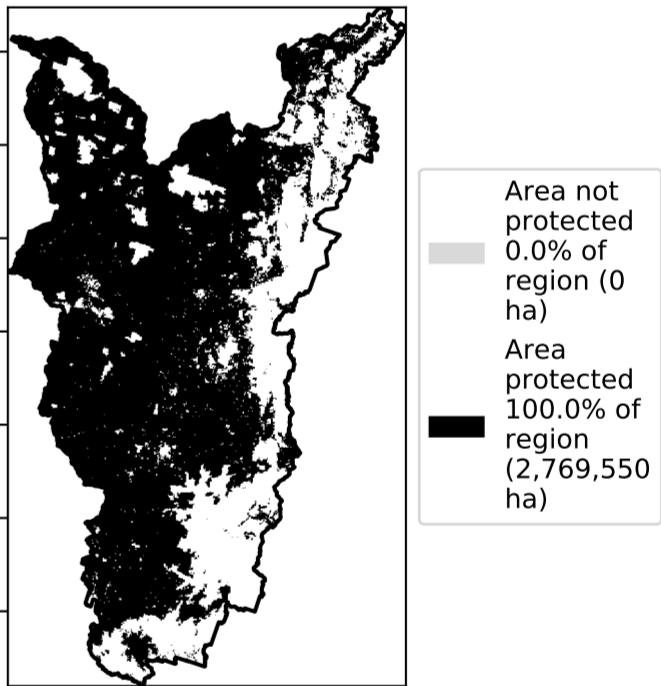 Area not
protected
0.0% of
region (0
ha)
Area
protected
100.0% of
region
(2,769,550
ha)